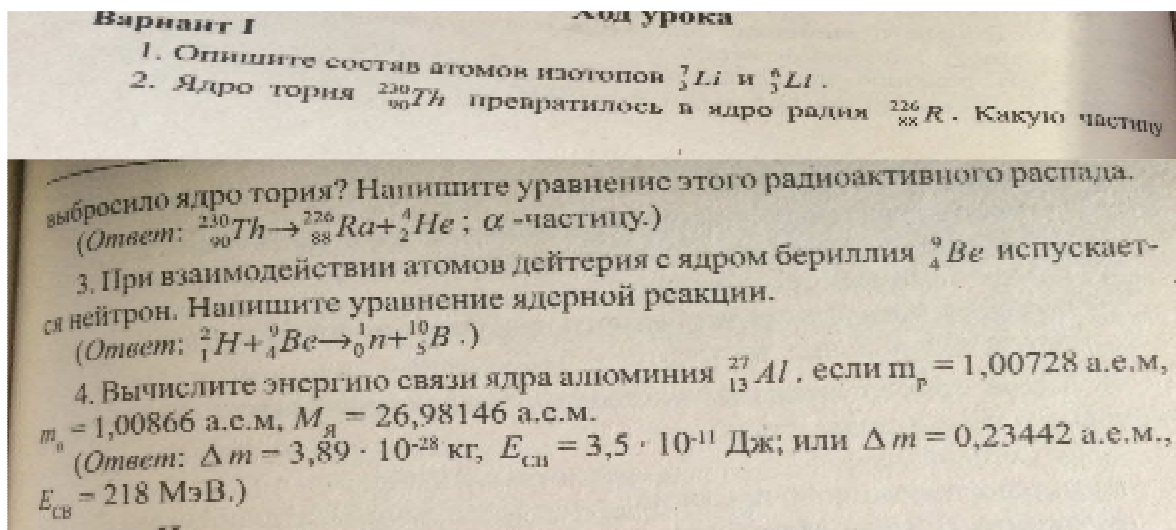 Ход урока
Вариант I
1. Опишите состав атомов изотопов ⁷₃Li и ⁶₃Li.
2. Ядро тория ²³⁰₉₀Th превратилось в ядро радия ²²⁶₈₈R. Какую частицу
выбросило ядро тория? Напишите уравнение этого радиоактивного распада.
(Ответ: ²³⁰₉₀Th→²²⁶₈₈Ra+⁴₂He; α-частицу.)
3. При взаимодействии атомов дейтерия с ядром бериллия ⁹₄Be испускает-
ся нейтрон. Напишите уравнение ядерной реакции.
(Ответ: ²₁H+⁹₄Be→¹₀n+¹⁰₅B.)
4. Вычислите энергию связи ядра алюминия ²⁷₁₃Al, если mₚ = 1,00728 а.е.м,
mₙ = 1,00866 а.е.м, Mя = 26,98146 а.е.м.
(Ответ: Δm = 3,89 · 10⁻²⁸ кг, Eсв = 3,5 · 10⁻¹¹ Дж; или Δm = 0,23442 а.е.м.,
Eсв = 218 МэВ.)